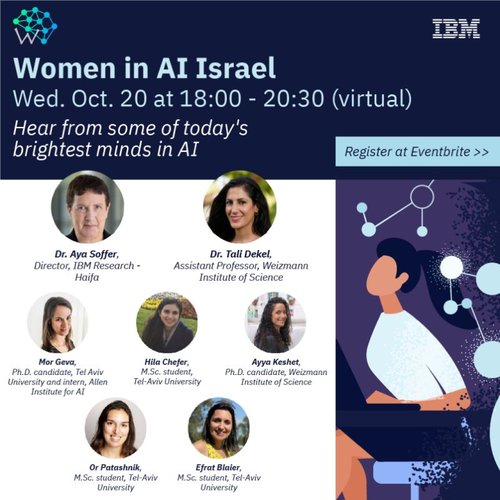 W
IBM
Women in AI Israel
Wed. Oct. 20 at 18:00 - 20:30 (virtual)
Hear from some of today's
brightest minds in AI
Register at Eventbrite >>
Dr. Aya Soffer,
Director, IBM Research -
Haifa
Dr. Tali Dekel,
Assistant Professor, Weizmann
Institute of Science
Mor Geva,
Ph.D. candidate, Tel Aviv
University and intern, Allen
Institute for AI
Hila Chefer,
M.Sc. student,
Tel-Aviv University
Ayya Keshet,
Ph.D. candidate, Weizmann
Institute of Science
Or Patashnik,
M.Sc. student, Tel-Aviv
University
Efrat Blaier,
M.Sc. student, Tel-Aviv
University